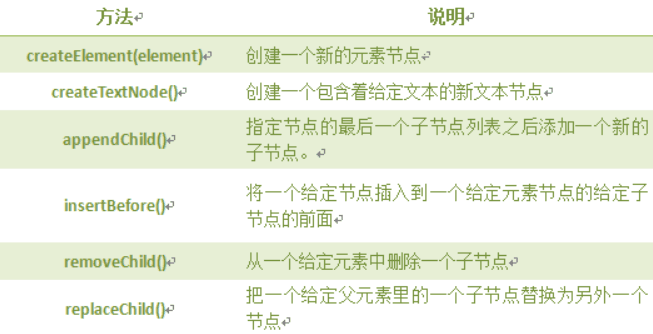 方法 说明
createElement(element) 创建一个新的元素节点
createTextNode() 创建一个包含着给定文本的新文本节点
appendChild() 指定节点的最后一个子节点列表之后添加一个新的
子节点。
insertBefore() 将一个给定节点插入到一个给定元素节点的给定子
节点的前面
removeChild() 从一个给定元素中删除一个子节点
replaceChild() 把一个给定父元素里的一个子节点替换为另外一个
节点